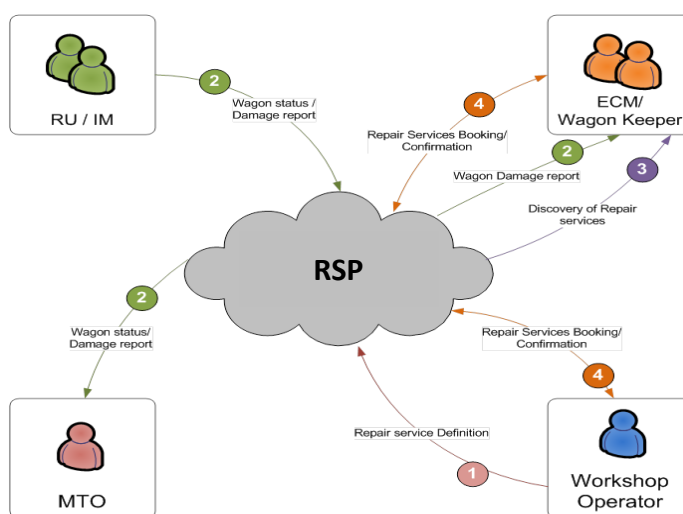 RU / IM
2
Wagon status /
Damage report
4
Repair Services Booking/
Confirmation
ECM/
Wagon Keeper
2
Wagon Damage report
3
Discovery of Repair
services
RSP
2
Wagon status/
Damage report
Repair Services Booking/
Confirmation
4
Repair service Definition
1
MTO
Workshop
Operator